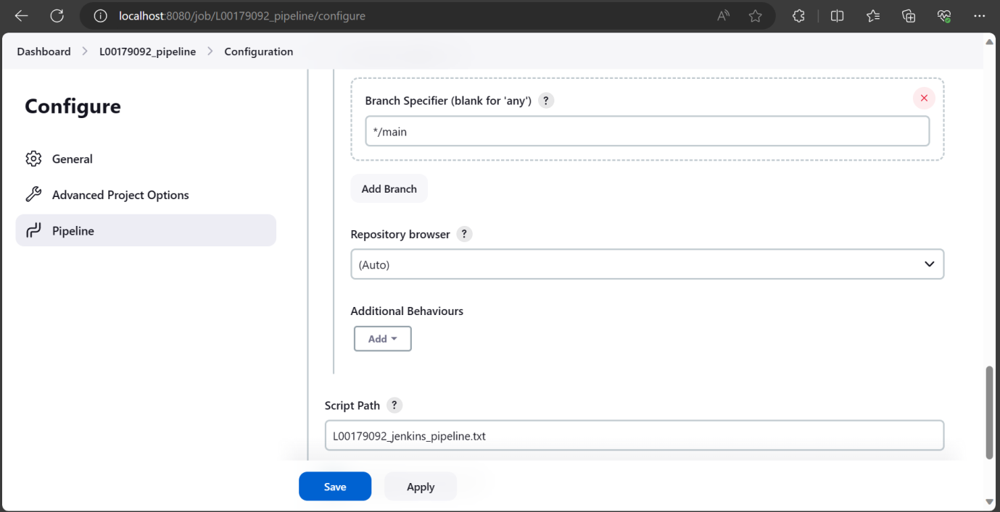 localhost:8080/job/L00179092_pipeline/configure
Dashboard > L00179092_pipeline > Configuration
Configure
General
Advanced Project Options
Pipeline
Branch Specifier (blank for 'any') ?
*/main
Add Branch
Repository browser ?
(Auto)
Additional Behaviours
Add
Script Path ?
L00179092_jenkins_pipeline.txt
Save Apply